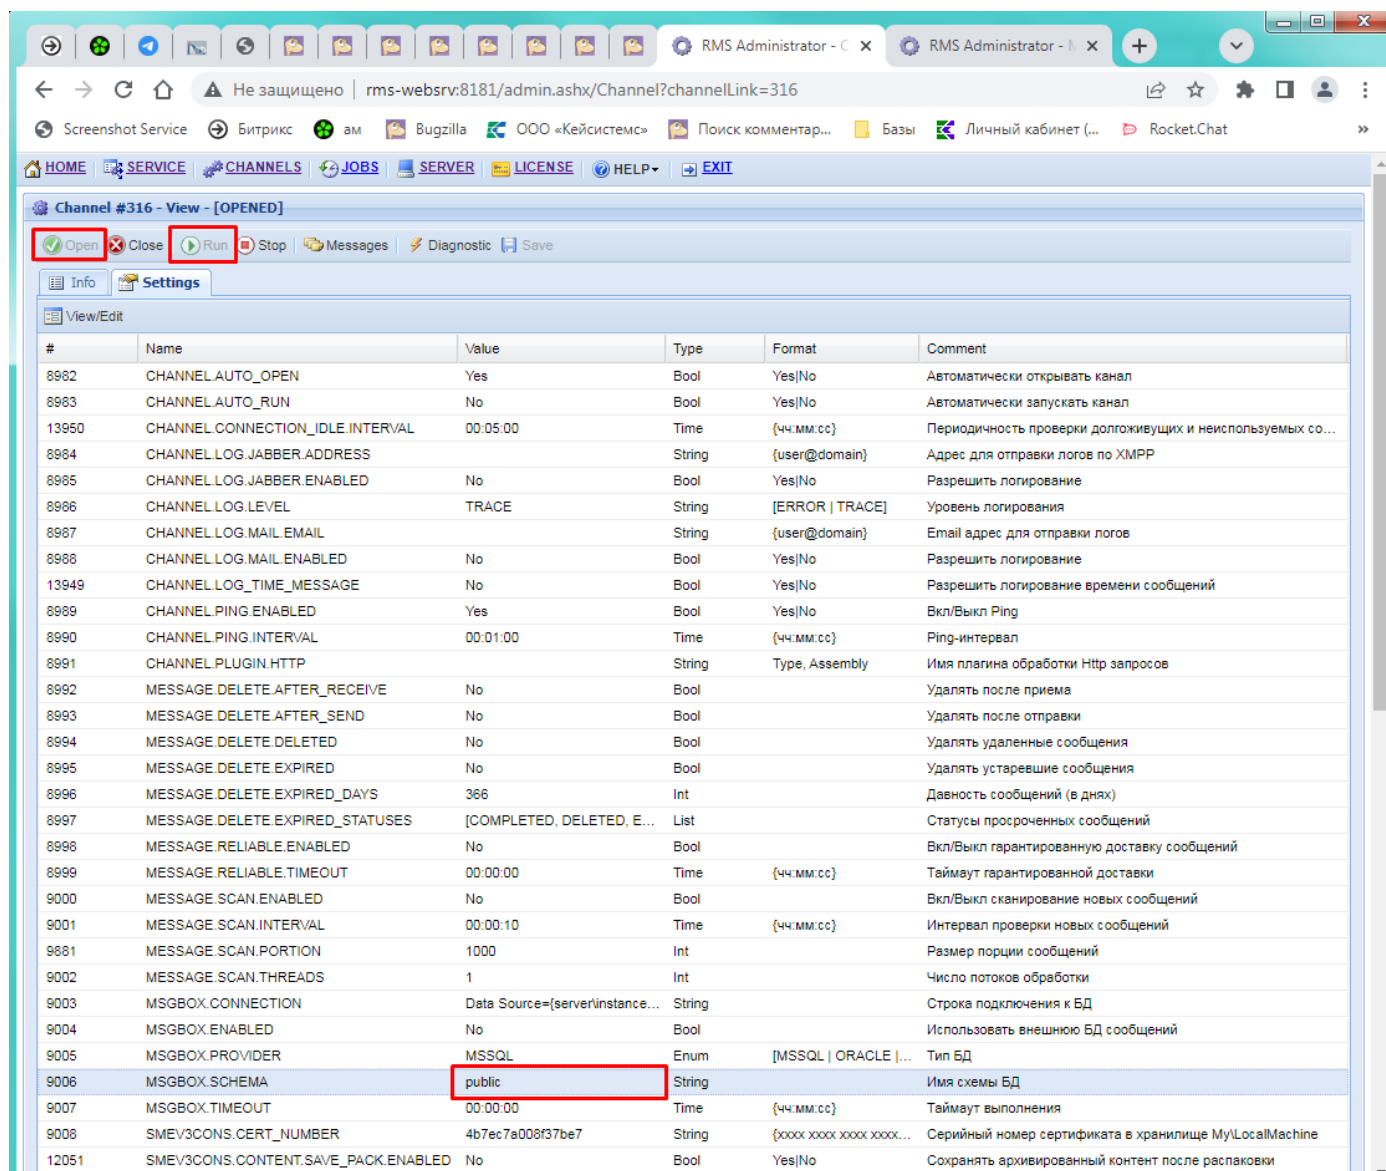 RMS Administrator - C
RMS Administrator - N
Не защищено
rms-websrv:8181/admin.ashx/Channel?channelLink=316
Screenshot Service Битрикс ам Bugzilla ООО «Кейсистемс» Поиск комментар... Базы Личный кабинет (... Rocket.Chat »
HOME SERVICE CHANNELS JOBS SERVER LICENSE HELP EXIT
Channel #316 - View - [OPENED]
Open Close Run Stop Messages Diagnostic Save
Info Settings
View/Edit
# Name Value Type Format Comment
8982 CHANNEL.AUTO_OPEN Yes Bool Yes|No Автоматически открывать канал
8983 CHANNEL.AUTO_RUN No Bool Yes|No Автоматически запускать канал
13950 CHANNEL.CONNECTION_IDLE.INTERVAL 00:05:00 Time {чч:мм:сс} Периодичность проверки долгоживущих и неиспользуемых со...
8984 CHANNEL.LOG.JABBER.ADDRESS String {user@domain} Адрес для отправки логов по XMPP
8985 CHANNEL.LOG.JABBER.ENABLED No Bool Yes|No Разрешить логирование
8986 CHANNEL.LOG.LEVEL TRACE String [ERROR | TRACE] Уровень логирования
8987 CHANNEL.LOG.MAIL.EMAIL String {user@domain} Email адрес для отправки логов
8988 CHANNEL.LOG.MAIL.ENABLED No Bool Yes|No Разрешить логирование
13949 CHANNEL.LOG_TIME_MESSAGE No Bool Yes|No Разрешить логирование времени сообщений
8989 CHANNEL.PING.ENABLED Yes Bool Yes|No Вкл/Выкл Ping
8990 CHANNEL.PING.INTERVAL 00:01:00 Time {чч:мм:сс} Ping-интервал
8991 CHANNEL.PLUGIN.HTTP String Type, Assembly Имя плагина обработки Http запросов
8992 MESSAGE.DELETE.AFTER_RECEIVE No Bool Удалять после приема
8993 MESSAGE.DELETE.AFTER_SEND No Bool Удалять после отправки
8994 MESSAGE.DELETE.DELETED No Bool Удалять удаленные сообщения
8995 MESSAGE.DELETE.EXPIRED No Bool Удалять устаревшие сообщения
8996 MESSAGE.DELETE.EXPIRED_DAYS 366 Int Давность сообщений (в днях)
8997 MESSAGE.DELETE.EXPIRED_STATUSES [COMPLETED, DELETED, E... List Статусы просроченных сообщений
8998 MESSAGE.RELIABLE.ENABLED No Bool Вкл/Выкл гарантированную доставку сообщений
8999 MESSAGE.RELIABLE.TIMEOUT 00:00:00 Time {чч:мм:сс} Таймаут гарантированной доставки
9000 MESSAGE.SCAN.ENABLED No Bool Вкл/Выкл сканирование новых сообщений
9001 MESSAGE.SCAN.INTERVAL 00:00:10 Time {чч:мм:сс} Интервал проверки новых сообщений
9881 MESSAGE.SCAN.PORTION 1000 Int Размер порции сообщений
9002 MESSAGE.SCAN.THREADS 1 Int Число потоков обработки
9003 MSGBOX.CONNECTION Data Source={server\instance... String Строка подключения к БД
9004 MSGBOX.ENABLED No Bool Использовать внешнюю БД сообщений
9005 MSGBOX.PROVIDER MSSQL Enum [MSSQL | ORACLE |... Тип БД
9006 MSGBOX.SCHEMA public String Имя схемы БД
9007 MSGBOX.TIMEOUT 00:00:00 Time {чч:мм:сс} Таймаут выполнения
9008 SMEV3CONS.CERT_NUMBER 4b7ec7a008f37be7 String {xxxx xxxx xxxx xxxx... Серийный номер сертификата в хранилище My\LocalMachine
12051 SMEV3CONS.CONTENT.SAVE_PACK.ENABLED No Bool Yes|No Сохранять архивированный контент после распаковки